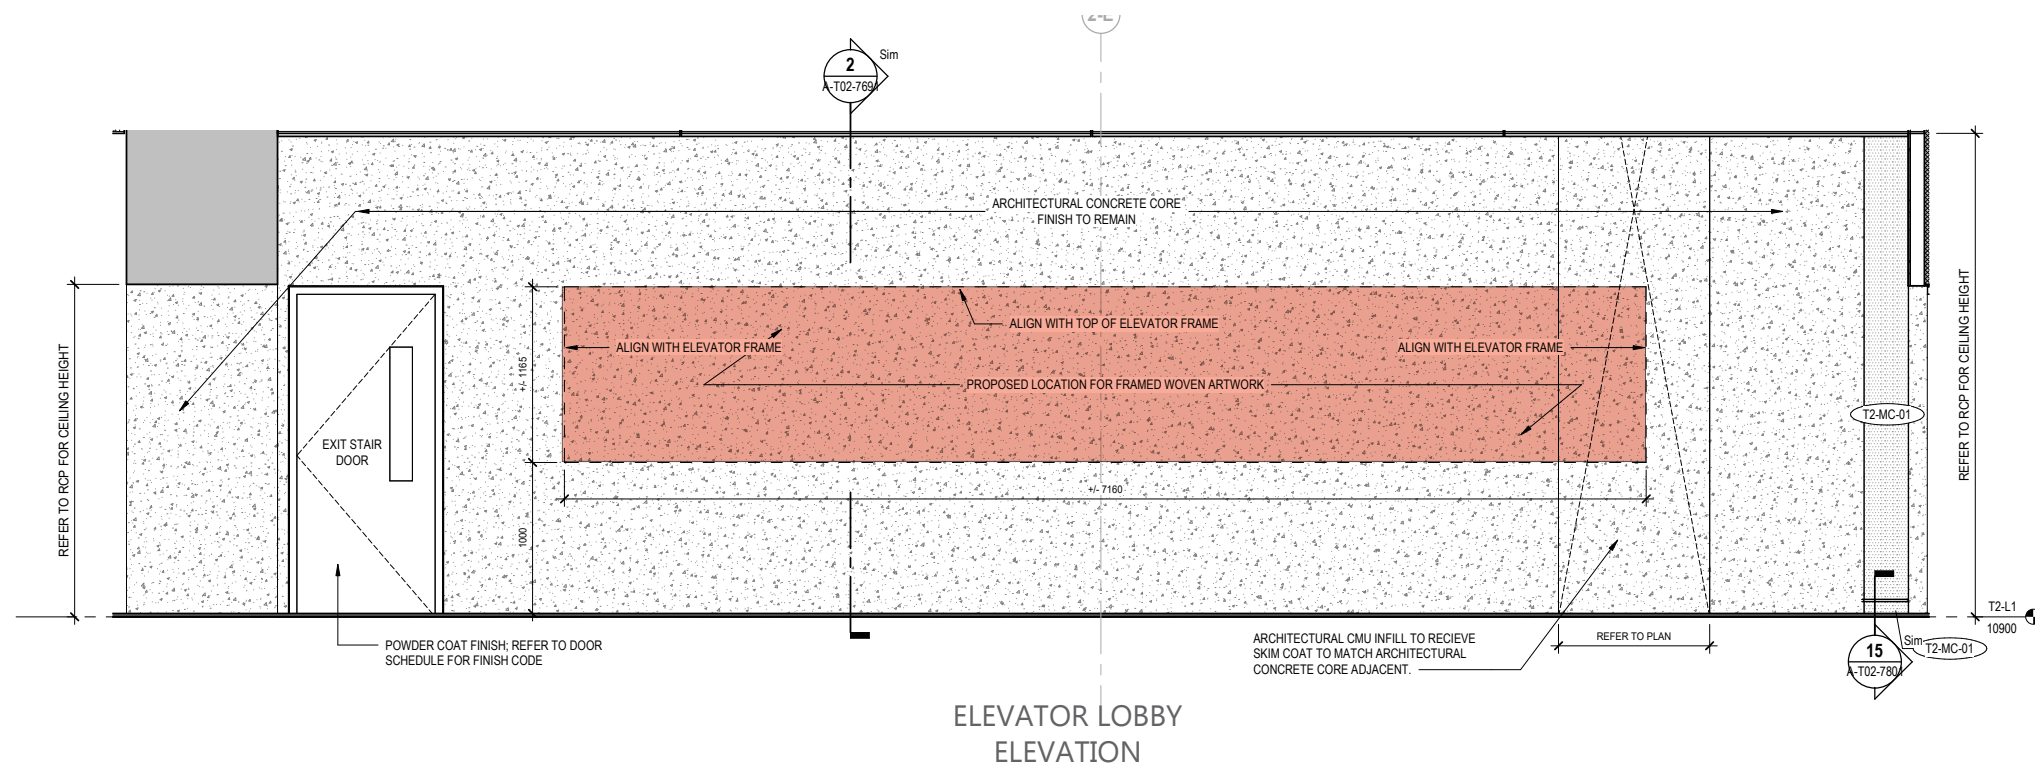 2-E
2
A-T02-7691
Sim
ARCHITECTURAL CONCRETE CORE
FINISH TO REMAIN
ALIGN WITH TOP OF ELEVATOR FRAME
ALIGN WITH ELEVATOR FRAME
ALIGN WITH ELEVATOR FRAME
PROPOSED LOCATION FOR FRAMED WOVEN ARTWORK
REFER TO RCP FOR CEILING HEIGHT
+/- 1165
REFER TO RCP FOR CEILING HEIGHT
T2-MC-01
EXIT STAIR
DOOR
+/- 7160
1000
T2-L1
10900
POWDER COAT FINISH; REFER TO DOOR
SCHEDULE FOR FINISH CODE
ARCHITECTURAL CMU INFILL TO RECIEVE
SKIM COAT TO MATCH ARCHITECTURAL
CONCRETE CORE ADJACENT.
REFER TO PLAN
15
A-T02-7801
Sim
T2-MC-01
ELEVATOR LOBBY
ELEVATION